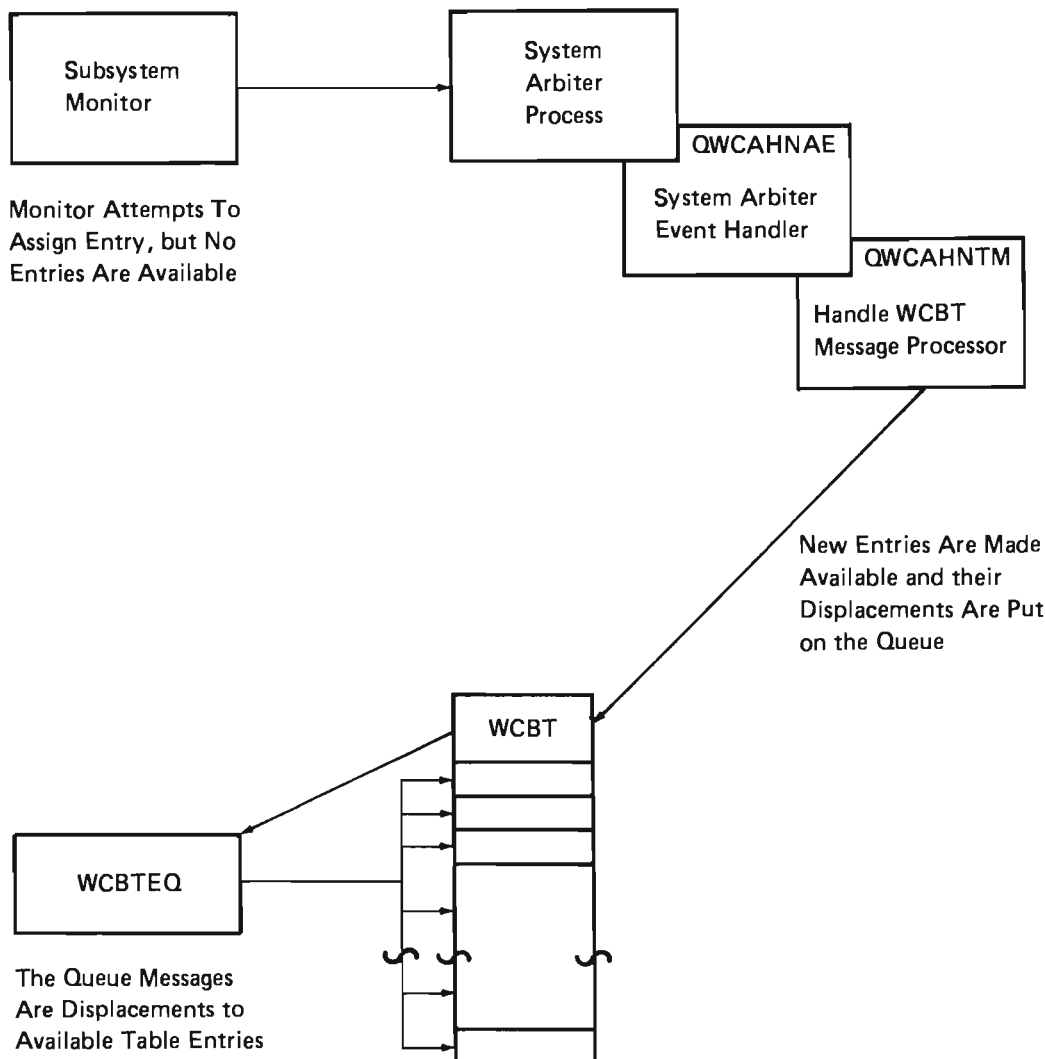 Subsystem
Monitor
System
Arbiter
Process
QWCAHNAE
System Arbiter
Event Handler
QWCAHNTM
Handle WCBT
Message Processor
Monitor Attempts To
Assign Entry, but No
Entries Are Available
New Entries Are Made
Available and their
Displacements Are Put
on the Queue
WCBT
WCBTEQ
The Queue Messages
Are Displacements to
Available Table Entries